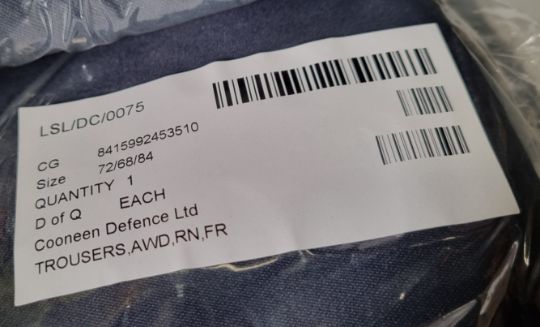 LSL/DC/0075
CG 8415992453510
Size 72/68/84
QUANTITY 1
D of Q EACH
Cooneen Defence Ltd
TROUSERS,AWD,RN,FR